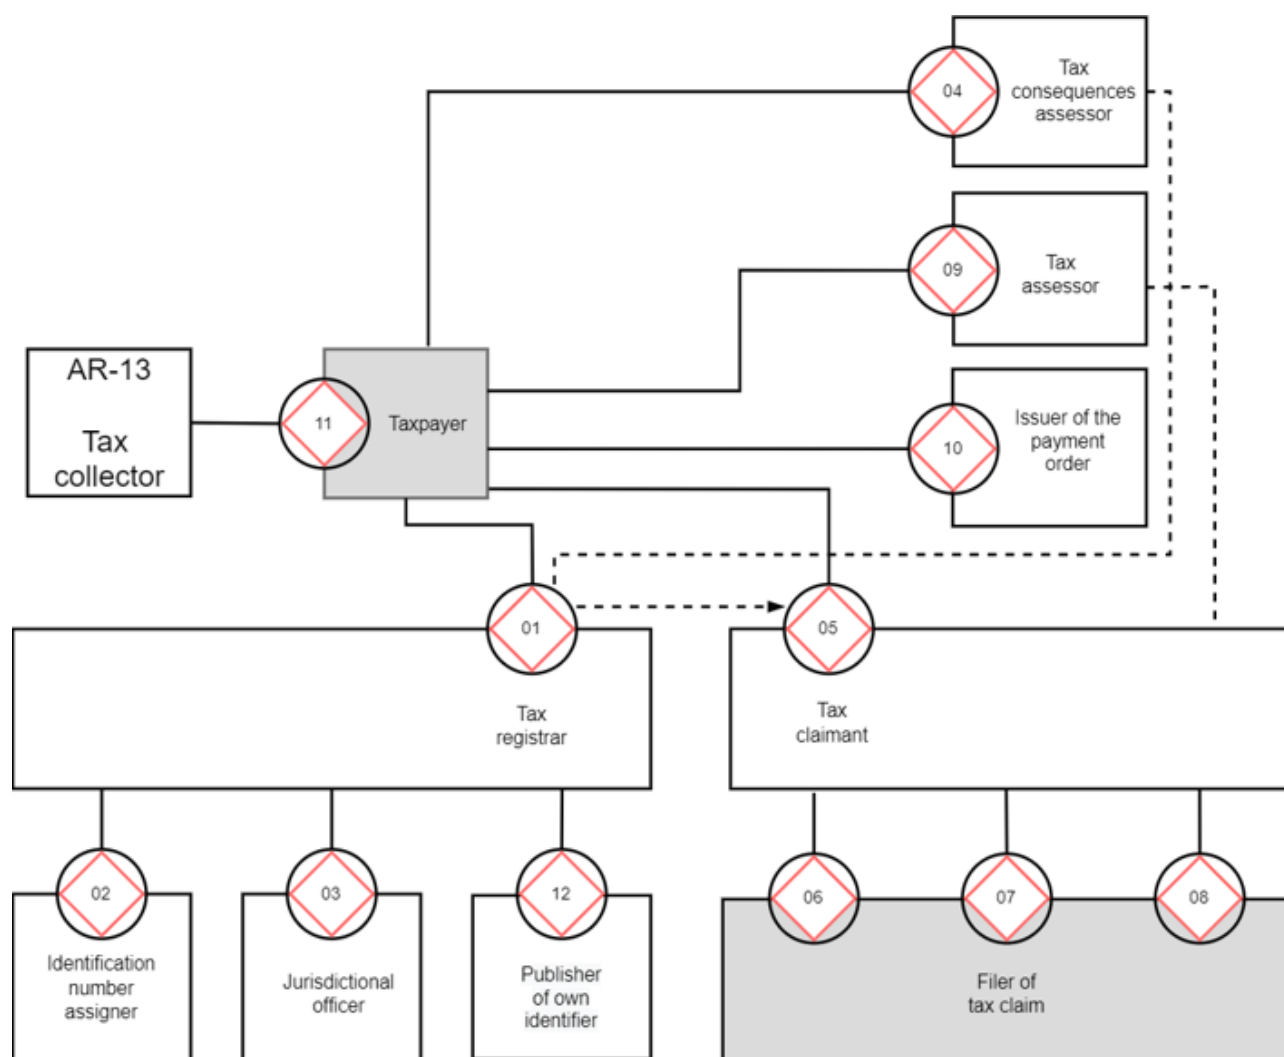 Tax
consequences
assessor
04
Tax
assessor
09
AR-13
Tax
collector
11
Taxpayer
Issuer of the
payment
order
10
01
Tax
registrar
05
Tax
claimant
02
Identification
number
assigner
03
Jurisdictional
officer
12
Publisher
of own
identifier
06
07
08
Filer of
tax claim